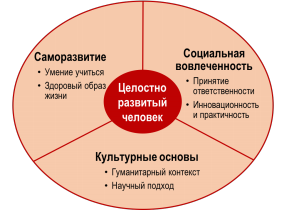 Саморазвитие
• Умение учиться
• Здоровый образ
жизни
Социальная
вовлеченность
• Принятие
ответственности
• Инновационность
и практичность
Целостно
развитый
человек
Культурные основы
• Гуманитарный контекст
• Научный подход